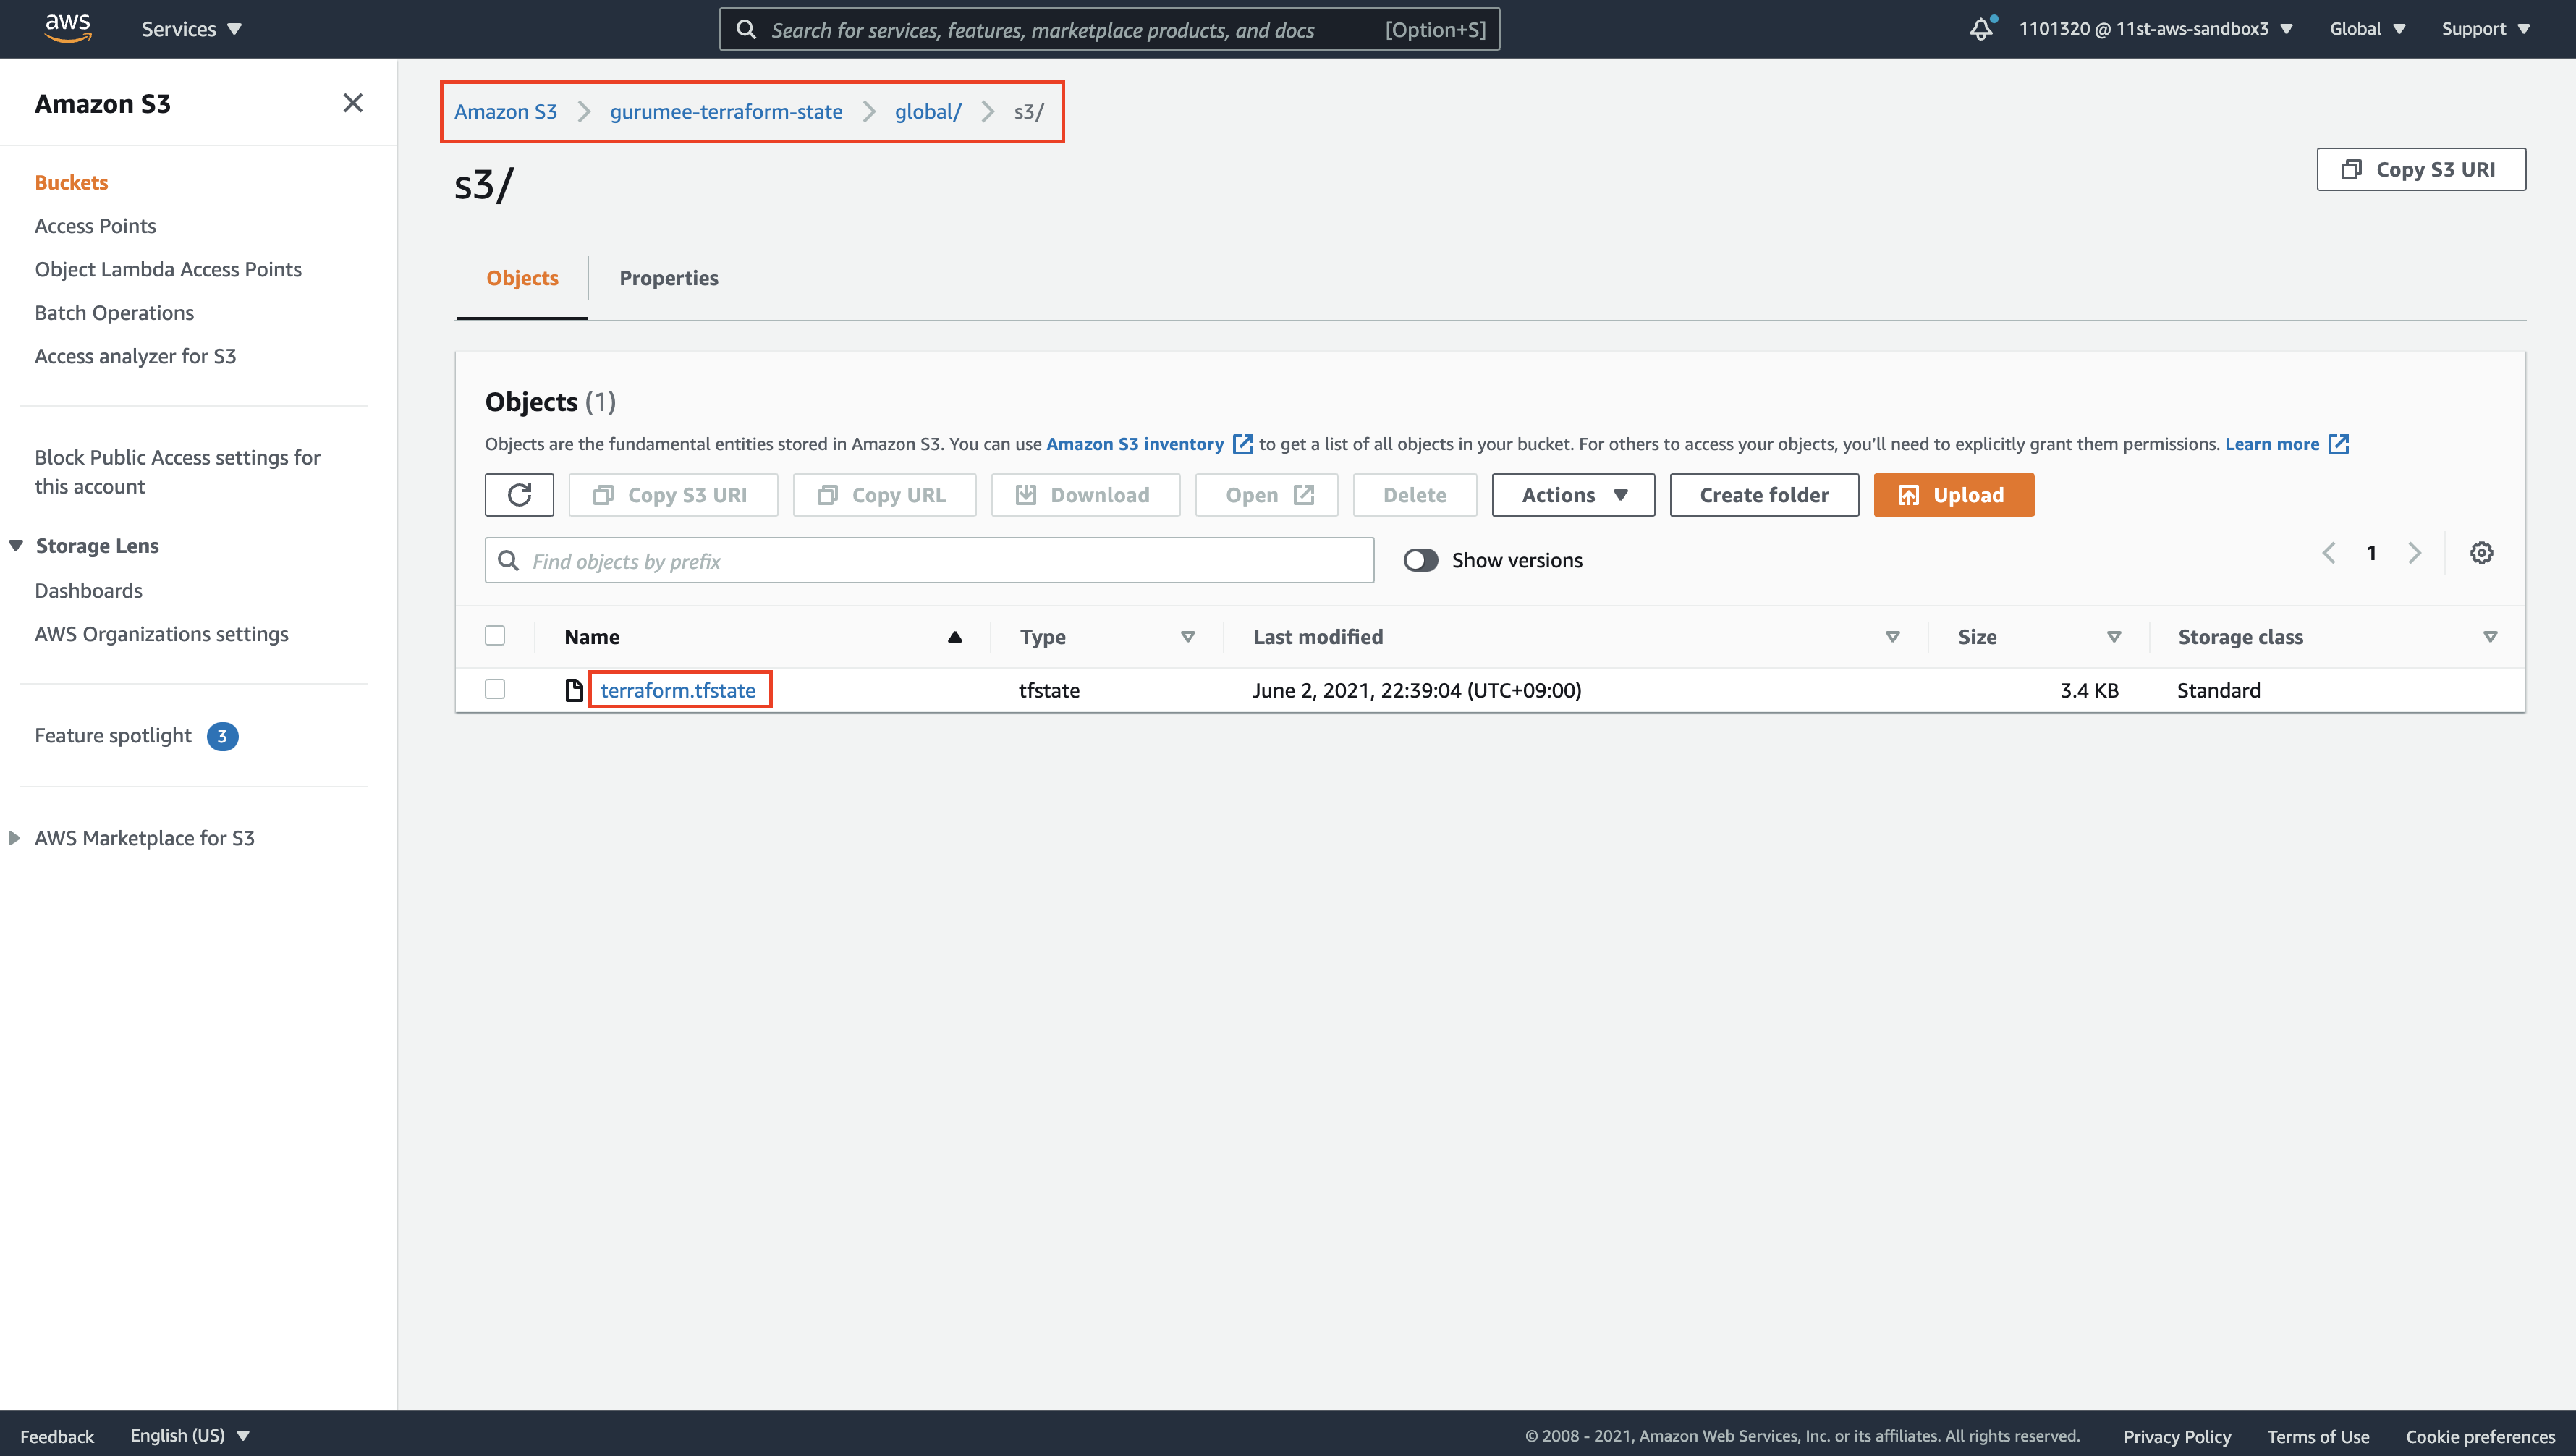 aws Services Search for services, features, marketplace products, and docs [Option+S] 1101320 @ 11st-aws-sandbox3 Global Support
Amazon S3
Buckets
Access Points
Object Lambda Access Points
Batch Operations
Access analyzer for S3
Block Public Access settings for
this account
Storage Lens
Dashboards
AWS Organizations settings
Feature spotlight 3
AWS Marketplace for S3
Amazon S3 gurumee-terraform-state global/ s3/
s3/
Copy S3 URI
Objects Properties
Objects (1)
Objects are the fundamental entities stored in Amazon S3. You can use Amazon S3 inventory to get a list of all objects in your bucket. For others to access your objects, you'll need to explicitly grant them permissions. Learn more
Copy S3 URI Copy URL Download Open Delete Actions Create folder Upload
Find objects by prefix Show versions 1
Name Type Last modified Size Storage class
terraform.tfstate tfstate June 2, 2021, 22:39:04 (UTC+09:00) 3.4 KB Standard
Feedback English (US) © 2008 - 2021, Amazon Web Services, Inc. or its affiliates. All rights reserved. Privacy Policy Terms of Use Cookie preferences